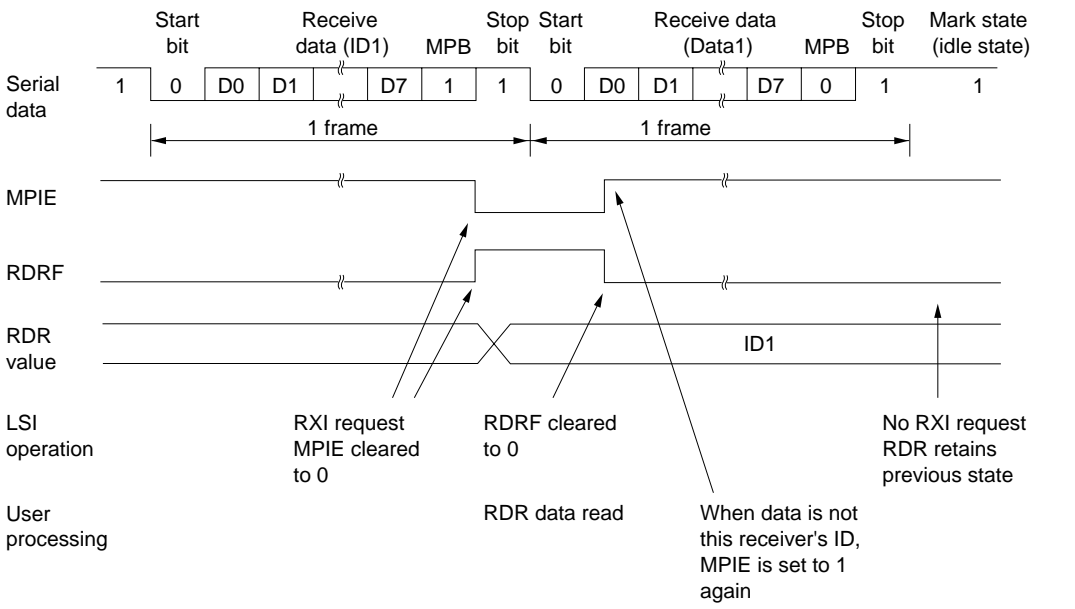 Start bit
Receive data (ID1)
MPB
Stop bit
Start bit
Receive data (Data1)
MPB
Stop bit
Mark state (idle state)
Serial data
1 0 D0 D1 D7 1 1 0 D0 D1 D7 0 1 1
1 frame
1 frame
MPIE
RDRF
RDR value
ID1
LSI operation
RXI request
MPIE cleared
to 0
RDRF cleared
to 0
No RXI request
RDR retains
previous state
User processing
RDR data read
When data is not
this receiver's ID,
MPIE is set to 1
again